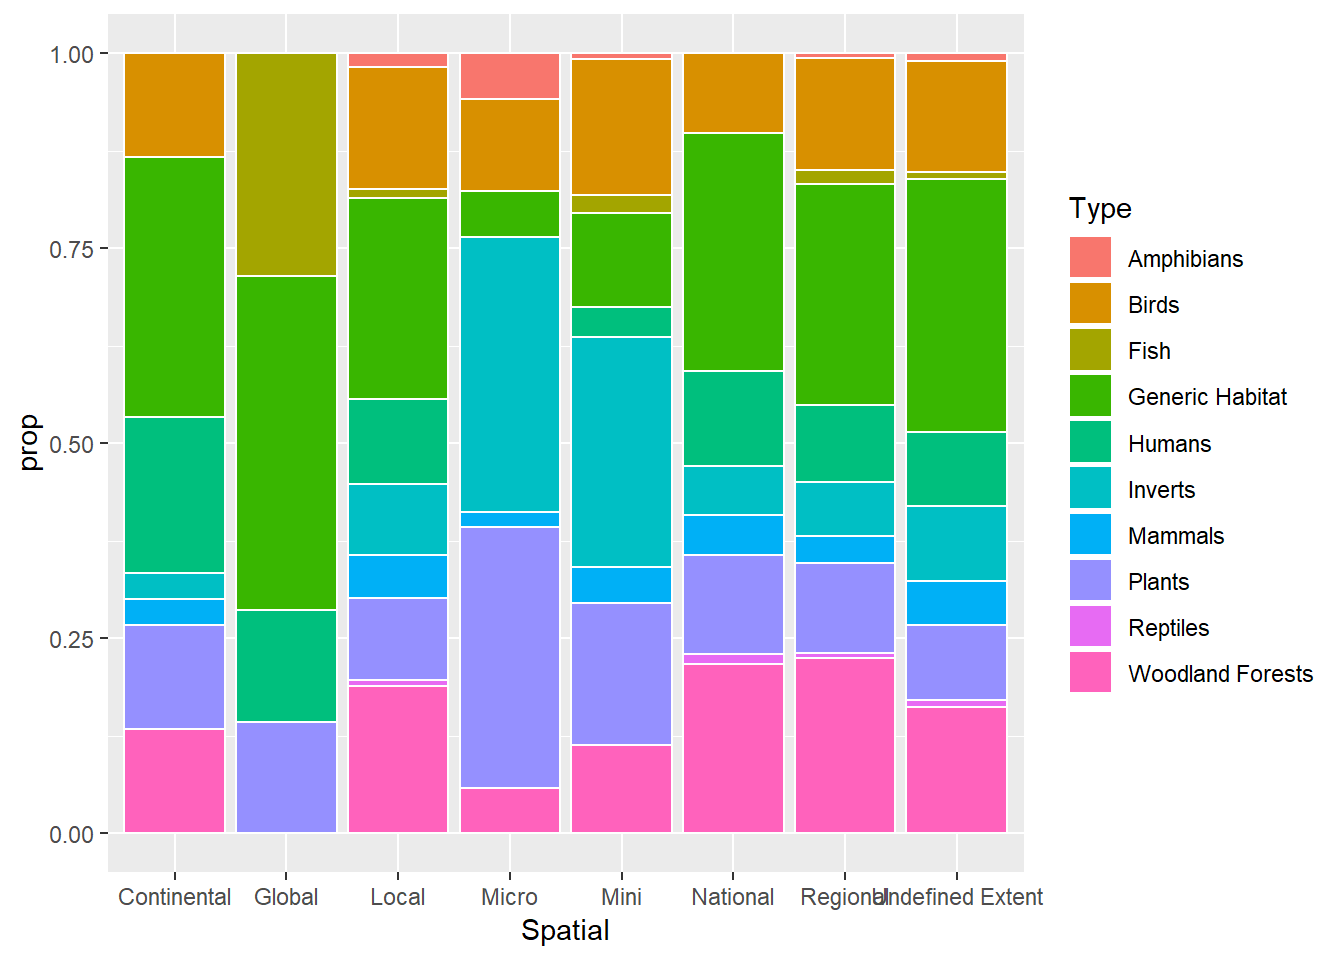 1.00
0.75
0.50
0.25
0.00
prop
Continental
Global
Local
Micro
Mini
National
Regional
Undefined Extent
Spatial
Type
Amphibians
Birds
Fish
Generic Habitat
Humans
Inverts
Mammals
Plants
Reptiles
Woodland Forests